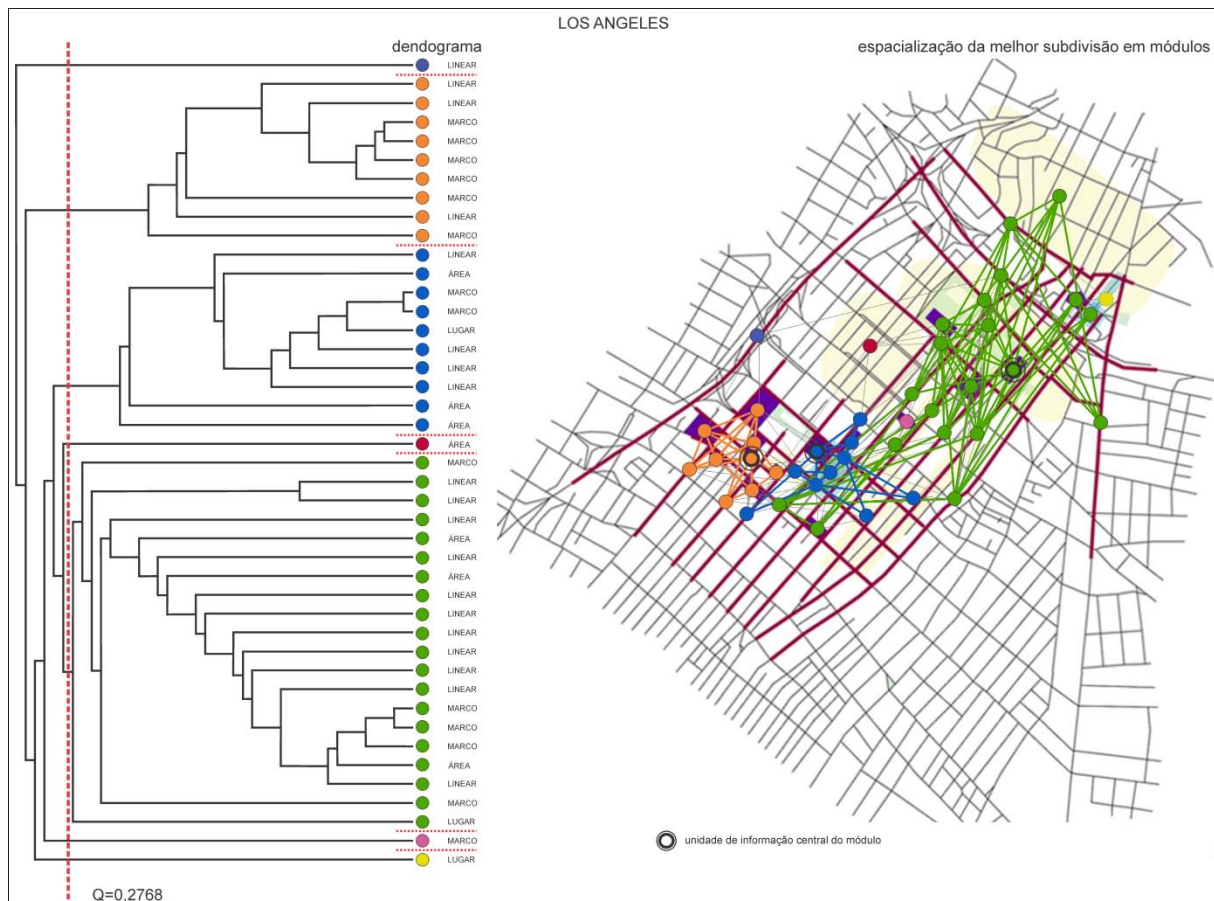 LOS ANGELES
dendograma
LINEAR
LINEAR
LINEAR
MARCO
MARCO
MARCO
MARCO
MARCO
LINEAR
MARCO
LINEAR
ÁREA
MARCO
MARCO
LUGAR
LINEAR
LINEAR
LINEAR
ÁREA
ÁREA
ÁREA
MARCO
LINEAR
LINEAR
LINEAR
ÁREA
LINEAR
ÁREA
LINEAR
LINEAR
LINEAR
LINEAR
LINEAR
LINEAR
MARCO
MARCO
MARCO
ÁREA
LINEAR
MARCO
LUGAR
MARCO
LUGAR
Q=0,2768
espacialização da melhor subdivisão em módulos
unidade de informação central do módulo